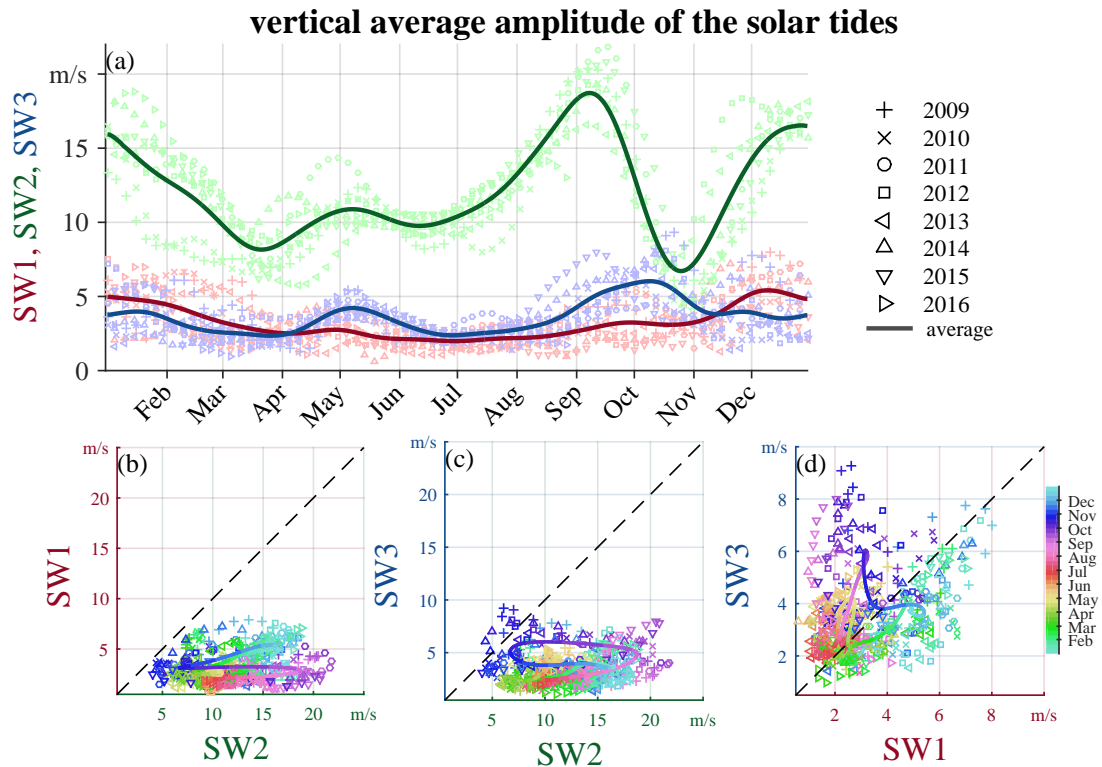 vertical average amplitude of the solar tides
(a)
m/s
15
10
5
0
SW1, SW2, SW3
Feb
Mar
Apr
May
Jun
Jul
Aug
Sep
Oct
Nov
Dec
2009
2010
2011
2012
2013
2014
2015
2016
average
(b)
m/s
20
15
10
5
SW1
5
10
15
20
m/s
SW2
(c)
m/s
20
15
10
5
SW3
5
10
15
20
m/s
SW2
(d)
m/s
8
6
4
2
SW3
2
4
6
8
m/s
SW1
Dec
Nov
Oct
Sep
Aug
Jul
Jun
May
Apr
Mar
Feb